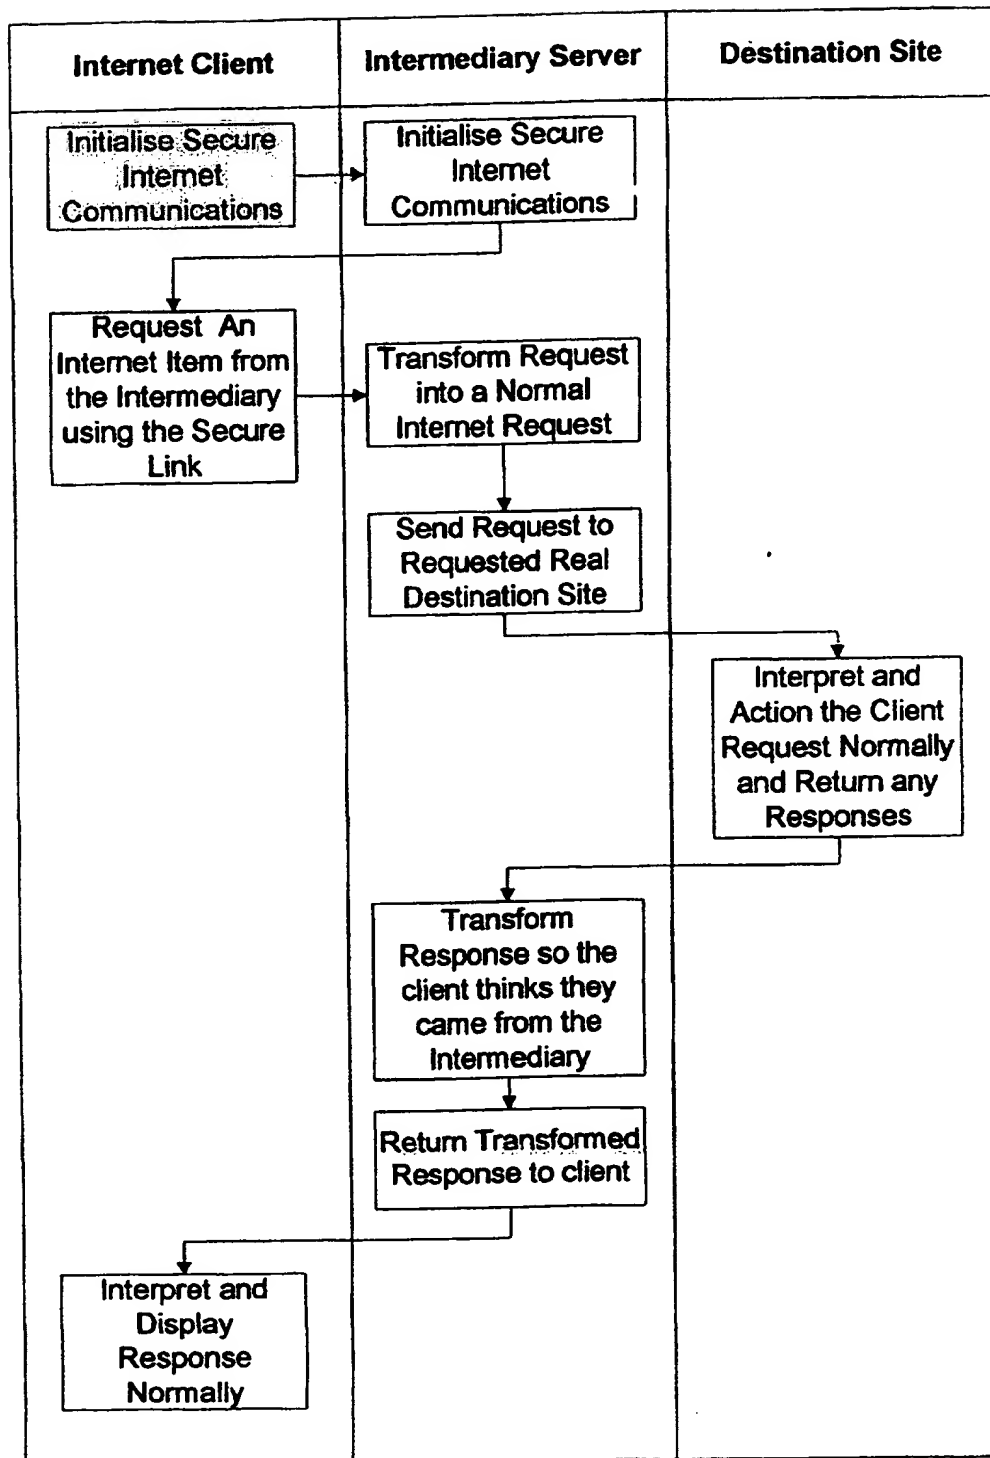 Internet Client
Intermediary Server
Destination Site
Initialise Secure
Internet
Communications
Initialise Secure
Internet
Communications
Request An
Internet Item from
the Intermediary
using the Secure
Link
Transform Request
into a Normal
Internet Request
Send Request to
Requested Real
Destination Site
Interpret and
Action the Client
Request Normally
and Return any
Responses
Transform
Response so the
client thinks they
came from the
Intermediary
Return Transformed
Response to client
Interpret and
Display
Response
Normally